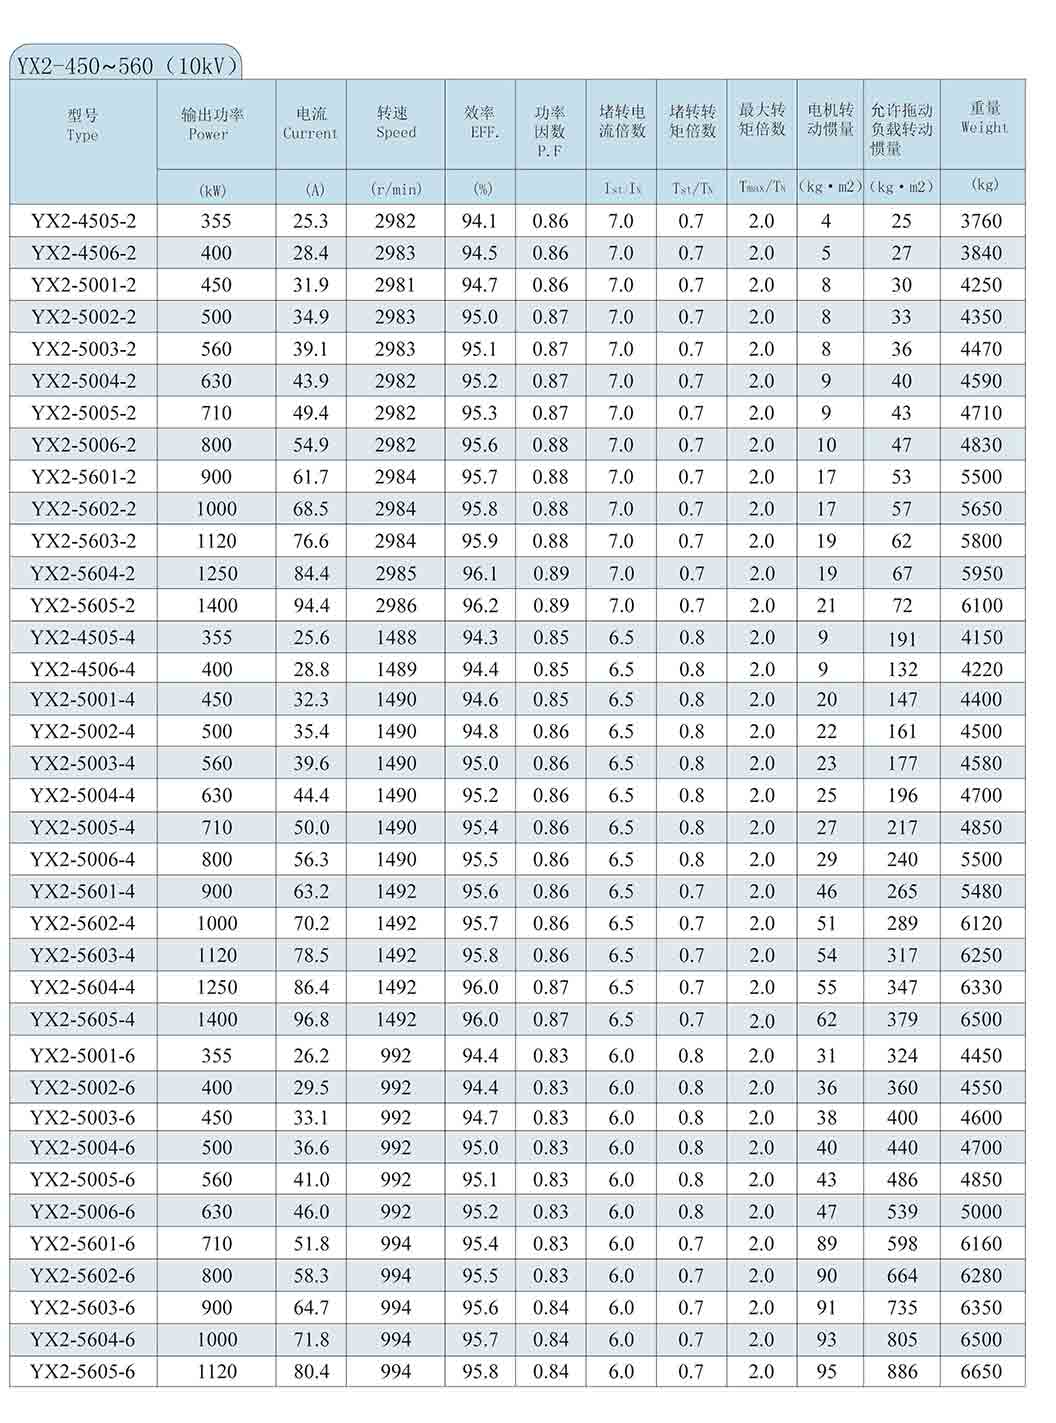 YX2-450~560（10kV）
型号 输出功率 电流 转速 效率 功率 堵转电 堵转转 最大转 电机转 允许拖动 重量
Type Power Current Speed EFF. 因数 流倍数 矩倍数 矩倍数 动惯量 负载转动 Weight
P.F 惯量
(kW) (A) (r/min) (%) Ist/IN Tst/TN Tmax/TN (kg·m2) (kg·m2) (kg)
YX2-4505-2 355 25.3 2982 94.1 0.86 7.0 0.7 2.0 4 25 3760
YX2-4506-2 400 28.4 2983 94.5 0.86 7.0 0.7 2.0 5 27 3840
YX2-5001-2 450 31.9 2981 94.7 0.86 7.0 0.7 2.0 8 30 4250
YX2-5002-2 500 34.9 2983 95.0 0.87 7.0 0.7 2.0 8 33 4350
YX2-5003-2 560 39.1 2983 95.1 0.87 7.0 0.7 2.0 8 36 4470
YX2-5004-2 630 43.9 2982 95.2 0.87 7.0 0.7 2.0 9 40 4590
YX2-5005-2 710 49.4 2982 95.3 0.87 7.0 0.7 2.0 9 43 4710
YX2-5006-2 800 54.9 2982 95.6 0.88 7.0 0.7 2.0 10 47 4830
YX2-5601-2 900 61.7 2984 95.7 0.88 7.0 0.7 2.0 17 53 5500
YX2-5602-2 1000 68.5 2984 95.8 0.88 7.0 0.7 2.0 17 57 5650
YX2-5603-2 1120 76.6 2984 95.9 0.88 7.0 0.7 2.0 19 62 5800
YX2-5604-2 1250 84.4 2985 96.1 0.89 7.0 0.7 2.0 19 67 5950
YX2-5605-2 1400 94.4 2986 96.2 0.89 7.0 0.7 2.0 21 72 6100
YX2-4505-4 355 25.6 1488 94.3 0.85 6.5 0.8 2.0 9 191 4150
YX2-4506-4 400 28.8 1489 94.4 0.85 6.5 0.8 2.0 9 132 4220
YX2-5001-4 450 32.3 1490 94.6 0.85 6.5 0.8 2.0 20 147 4400
YX2-5002-4 500 35.4 1490 94.8 0.86 6.5 0.8 2.0 22 161 4500
YX2-5003-4 560 39.6 1490 95.0 0.86 6.5 0.8 2.0 23 177 4580
YX2-5004-4 630 44.4 1490 95.2 0.86 6.5 0.8 2.0 25 196 4700
YX2-5005-4 710 50.0 1490 95.4 0.86 6.5 0.8 2.0 27 217 4850
YX2-5006-4 800 56.3 1490 95.5 0.86 6.5 0.8 2.0 29 240 5500
YX2-5601-4 900 63.2 1492 95.6 0.86 6.5 0.7 2.0 46 265 5480
YX2-5602-4 1000 70.2 1492 95.7 0.86 6.5 0.7 2.0 51 289 6120
YX2-5603-4 1120 78.5 1492 95.8 0.86 6.5 0.7 2.0 54 317 6250
YX2-5604-4 1250 86.4 1492 96.0 0.87 6.5 0.7 2.0 55 347 6330
YX2-5605-4 1400 96.8 1492 96.0 0.87 6.5 0.7 2.0 62 379 6500
YX2-5001-6 355 26.2 992 94.4 0.83 6.0 0.8 2.0 31 324 4450
YX2-5002-6 400 29.5 992 94.4 0.83 6.0 0.8 2.0 36 360 4550
YX2-5003-6 450 33.1 992 94.7 0.83 6.0 0.8 2.0 38 400 4600
YX2-5004-6 500 36.6 992 95.0 0.83 6.0 0.8 2.0 40 440 4700
YX2-5005-6 560 41.0 992 95.1 0.83 6.0 0.8 2.0 43 486 4850
YX2-5006-6 630 46.0 992 95.2 0.83 6.0 0.8 2.0 47 539 5000
YX2-5601-6 710 51.8 994 95.4 0.83 6.0 0.7 2.0 89 598 6160
YX2-5602-6 800 58.3 994 95.5 0.83 6.0 0.7 2.0 90 664 6280
YX2-5603-6 900 64.7 994 95.6 0.84 6.0 0.7 2.0 91 735 6350
YX2-5604-6 1000 71.8 994 95.7 0.84 6.0 0.7 2.0 93 805 6500
YX2-5605-6 1120 80.4 994 95.8 0.84 6.0 0.7 2.0 95 886 6650